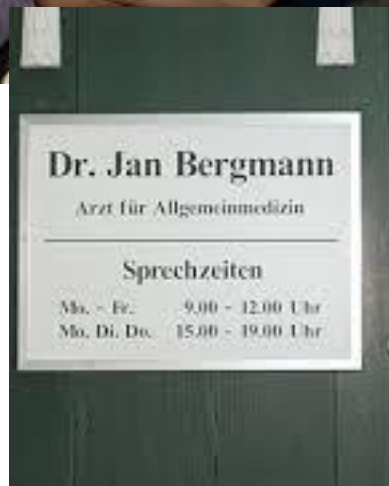 Dr. Jan Bergmann
Arzt für Allgemeinmedizin
Sprechzeiten
Mo. - Fr. 9.00 - 12.00 Uhr
Mo. Di. Do. 15.00 - 19.00 Uhr